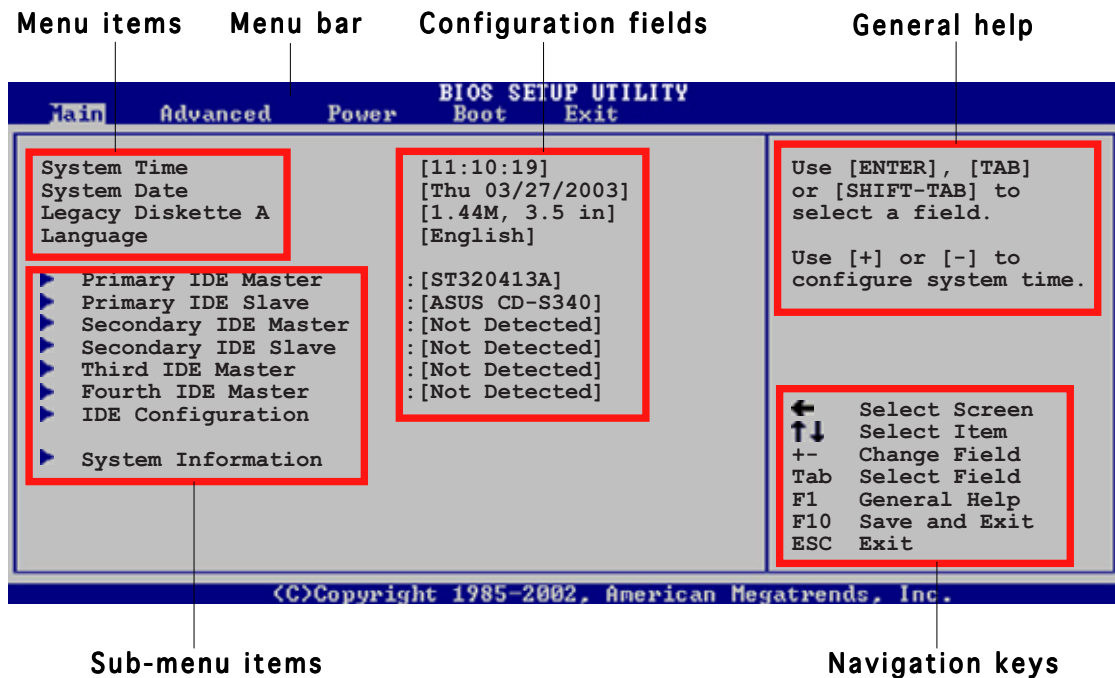 Menu items Menu bar Configuration fields General help
BIOS SETUP UTILITY
Main Advanced Power Boot Exit
System Time [11:10:19]
System Date [Thu 03/27/2003]
Legacy Diskette A [1.44M, 3.5 in]
Language [English]
Primary IDE Master :[ST320413A]
Primary IDE Slave :[ASUS CD-S340]
Secondary IDE Master :[Not Detected]
Secondary IDE Slave :[Not Detected]
Third IDE Master :[Not Detected]
Fourth IDE Master :[Not Detected]
IDE Configuration
System Information
Use [ENTER], [TAB]
or [SHIFT-TAB] to
select a field.
Use [+] or [-] to
configure system time.
← Select Screen
↑↓ Select Item
+- Change Field
Tab Select Field
F1 General Help
F10 Save and Exit
ESC Exit
(C)Copyright 1985-2002, American Megatrends, Inc.
Sub-menu items Navigation keys